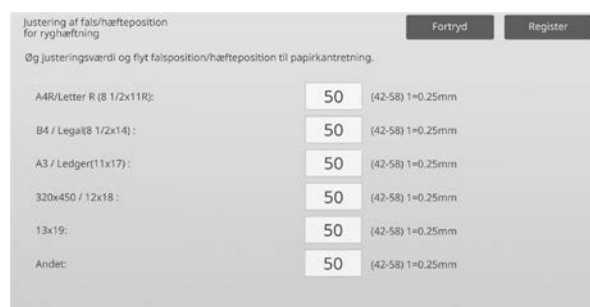 Justering af fals/hæfteposition
for ryghæftning
Fortryd
Register
Øg justeringsværdi og flyt falsposition/hæfteposition til papirkantretning.
A4R/Letter R (8 1/2x11R): 50 (42-58) 1=0.25mm
B4 / Legal(8 1/2x14) : 50 (42-58) 1=0.25mm
A3 / Ledger(11x17) : 50 (42-58) 1=0.25mm
320x450 / 12x18 : 50 (42-58) 1=0.25mm
13x19: 50 (42-58) 1=0.25mm
Andet: 50 (42-58) 1=0.25mm